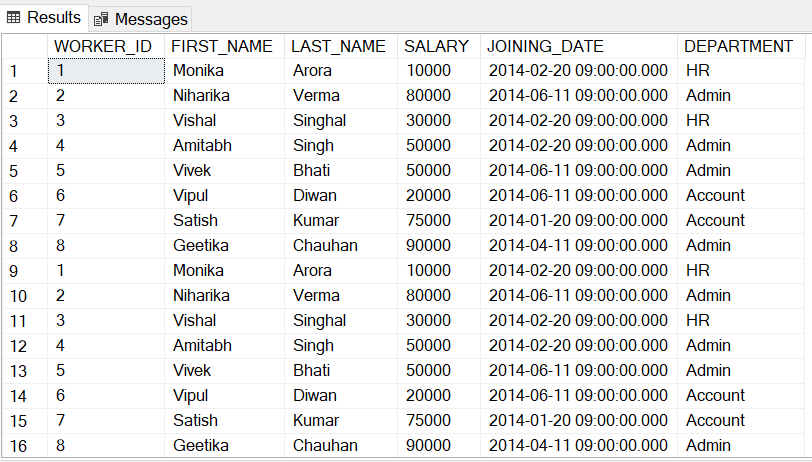 Results Messages
WORKER_ID FIRST_NAME LAST_NAME SALARY JOINING_DATE DEPARTMENT
1 1 Monika Arora 10000 2014-02-20 09:00:00.000 HR
2 2 Niharika Verma 80000 2014-06-11 09:00:00.000 Admin
3 3 Vishal Singhal 30000 2014-02-20 09:00:00.000 HR
4 4 Amitabh Singh 50000 2014-02-20 09:00:00.000 Admin
5 5 Vivek Bhati 50000 2014-06-11 09:00:00.000 Admin
6 6 Vipul Diwan 20000 2014-06-11 09:00:00.000 Account
7 7 Satish Kumar 75000 2014-01-20 09:00:00.000 Account
8 8 Geetika Chauhan 90000 2014-04-11 09:00:00.000 Admin
9 1 Monika Arora 10000 2014-02-20 09:00:00.000 HR
10 2 Niharika Verma 80000 2014-06-11 09:00:00.000 Admin
11 3 Vishal Singhal 30000 2014-02-20 09:00:00.000 HR
12 4 Amitabh Singh 50000 2014-02-20 09:00:00.000 Admin
13 5 Vivek Bhati 50000 2014-06-11 09:00:00.000 Admin
14 6 Vipul Diwan 20000 2014-06-11 09:00:00.000 Account
15 7 Satish Kumar 75000 2014-01-20 09:00:00.000 Account
16 8 Geetika Chauhan 90000 2014-04-11 09:00:00.000 Admin